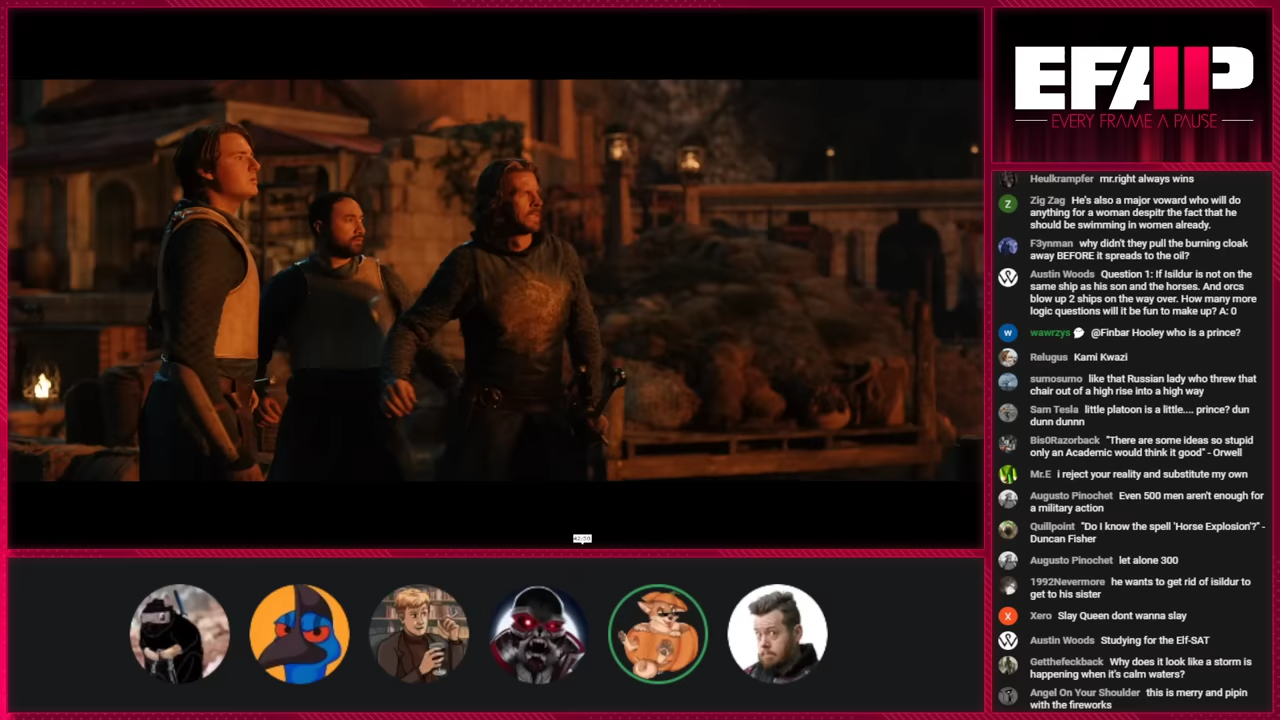 EFAP
EVERY FRAME A PAUSE
Heulkrampfer mr.right always wins
Z
Zig Zag He's also a major voward who will do
anything for a woman despitr the fact that he
should be swimming in women already.
F3ynman why didn't they pull the burning cloak
away BEFORE it spreads to the oil?
Austin Woods Question 1: If Isildur is not on the
same ship as his son and the horses. And orcs
blow up 2 ships on the way over. How many more
logic questions will it be fun to make up? A: 0
w
wawrzys @Finbar Hooley who is a prince?
Relugus Kami Kwazi
sumosumo like that Russian lady who threw that
chair out of a high rise into a high way
Sam Tesla little platoon is a little.... prince? dun
dunn dunnn
Bis0Razorback "There are some ideas so stupid
only an Academic would think it good" - Orwell
Mr.E i reject your reality and substitute my own
Augusto Pinochet Even 500 men aren't enough for
a military action
Quillpoint "Do I know the spell 'Horse Explosion'?" -
Duncan Fisher
Augusto Pinochet let alone 300
1992Nevermore he wants to get rid of isildur to
get to his sister
X
Xero Slay Queen dont wanna slay
Austin Woods Studying for the Elf-SAT
Getthefeckback Why does it look like a storm is
happening when it's calm waters?
Angel On Your Shoulder this is merry and pipin
with the fireworks